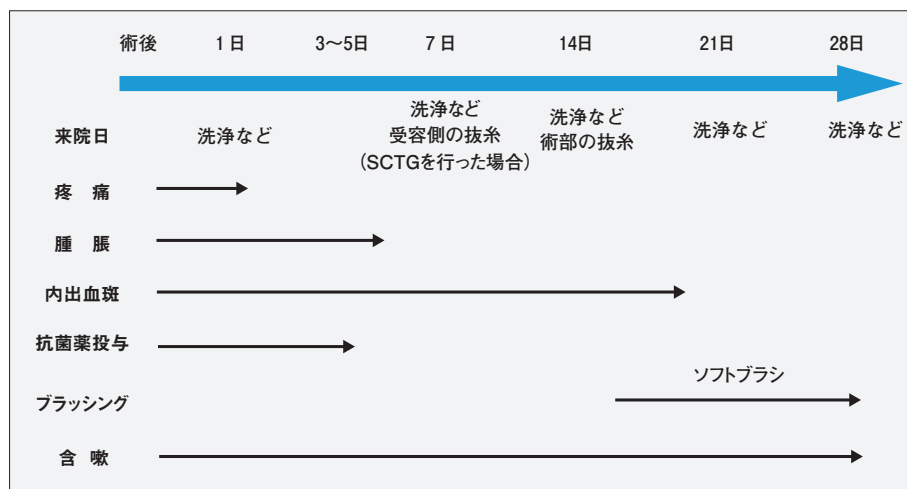 術後 1日 3〜5日 7日 14日 21日 28日
来院日 洗浄など 洗浄など 洗浄など 洗浄など 洗浄など
受容側の抜糸 術部の抜糸
(SCTGを行った場合)
疼痛
腫脹
内出血斑
抗菌薬投与
ソフトブラシ
ブラッシング
含嗽